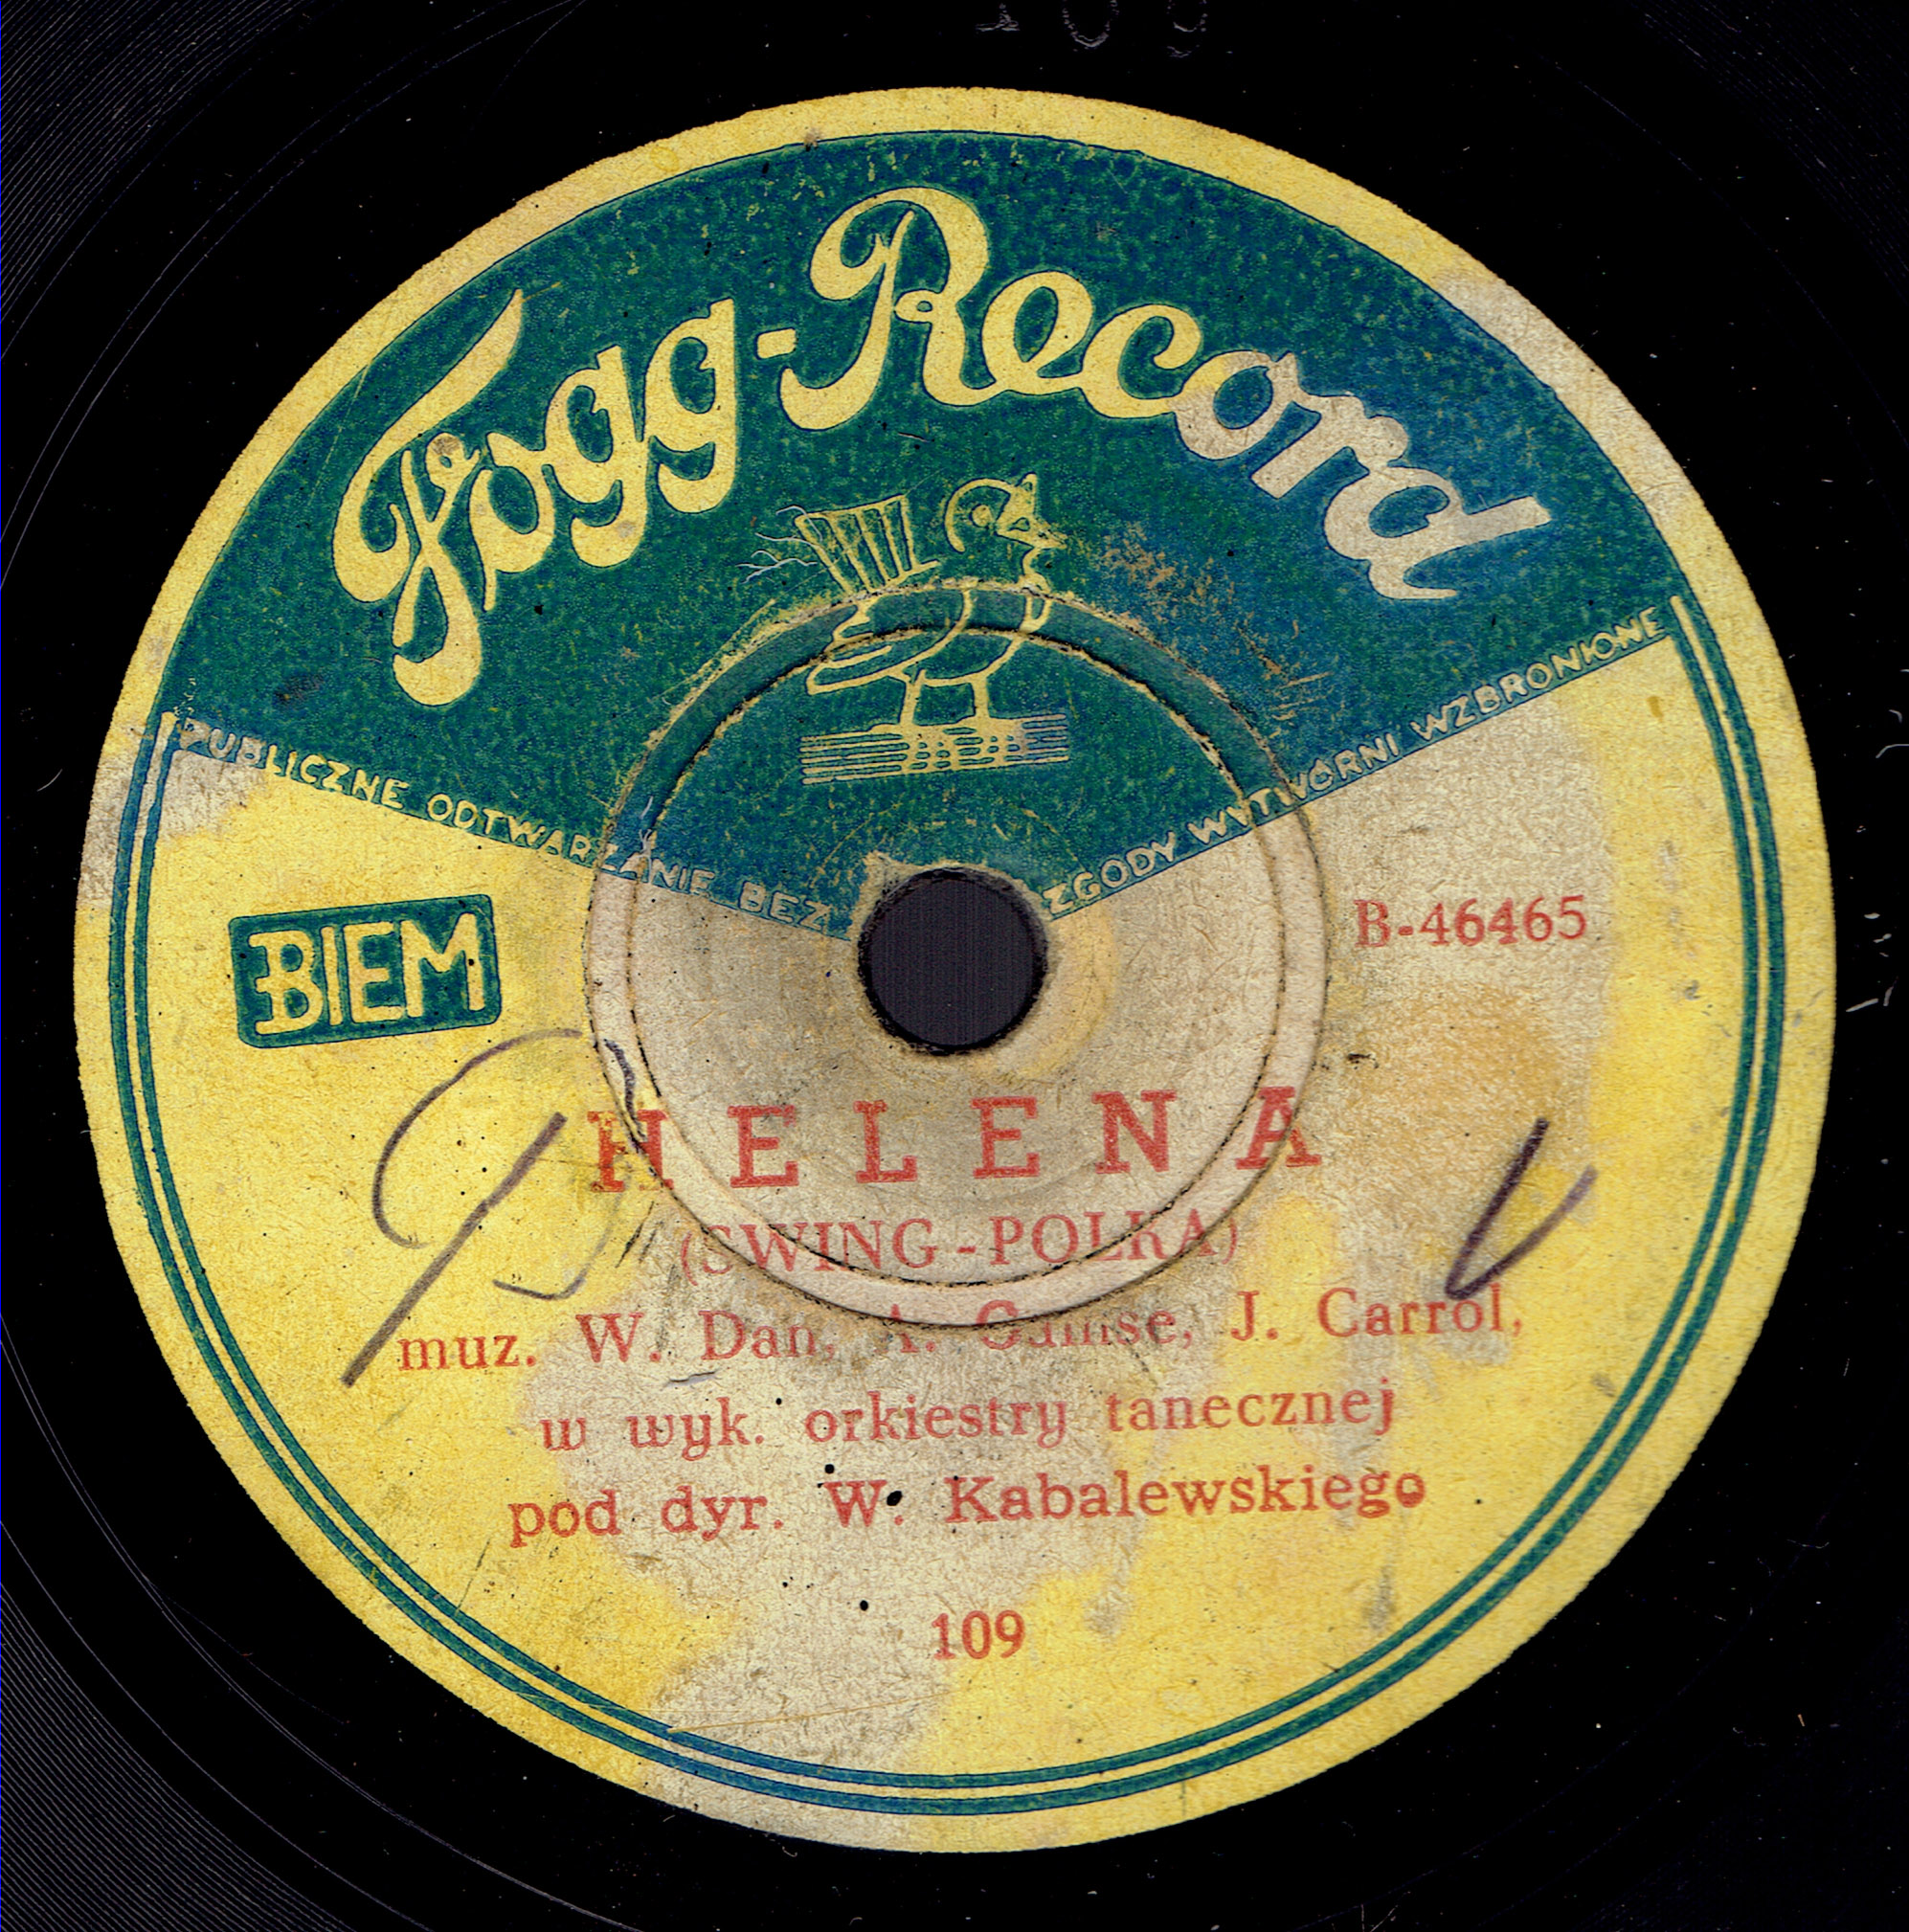 109
Fogg-Record
PUBLICZNE ODTWARZANIE BEZ ZGODY WYTWÓRNI WZBRONIONE
BIEM
B-46465
HELENA
(SWING-POLKA)
muz. W. Dan, A. J. Carrol,
w wyk. orkiestry tanecznej
pod dyr. W. Kabalewskiego
109